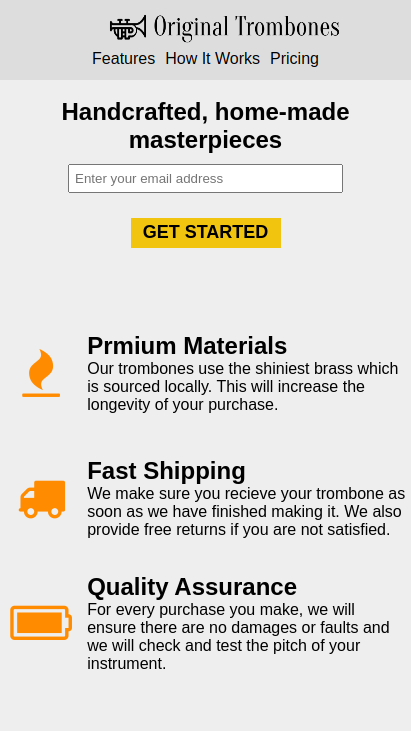 Original Trombones
Features How It Works Pricing
Handcrafted, home-made
masterpieces
Enter your email address
GET STARTED
Prmium Materials
Our trombones use the shiniest brass which
is sourced locally. This will increase the
longevity of your purchase.
Fast Shipping
We make sure you recieve your trombone as
soon as we have finished making it. We also
provide free returns if you are not satisfied.
Quality Assurance
For every purchase you make, we will
ensure there are no damages or faults and
we will check and test the pitch of your
instrument.